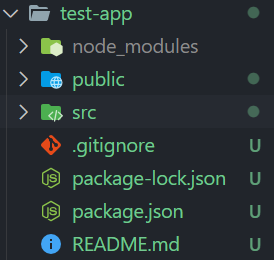 test-app
node_modules
public
src
.gitignore
package-lock.json U
package.json U
README.md U